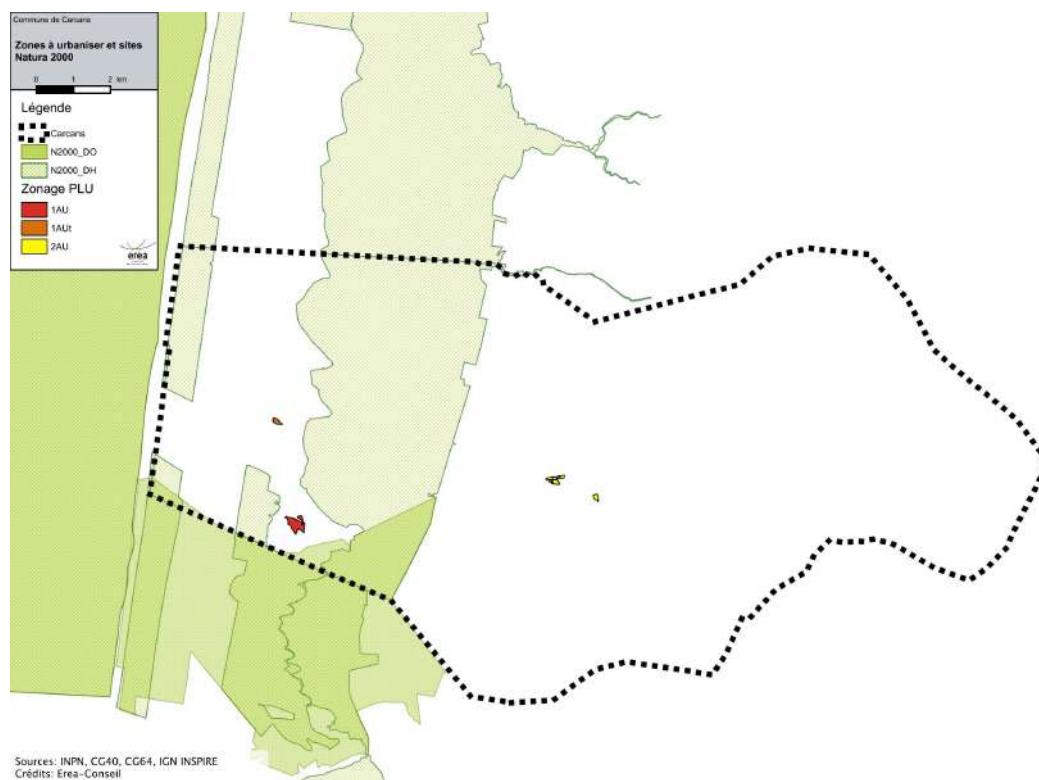 Commune de Carcans
Zones à urbaniser et sites
Natura 2000
0 1 2 km
Légende
Carcans
N2000_DO
N2000_DH
Zonage PLU
1AU
1AUt
2AU
erea
Sources: INPN, CG40, CG64, IGN INSPIRE
Crédits: Erea-Conseil